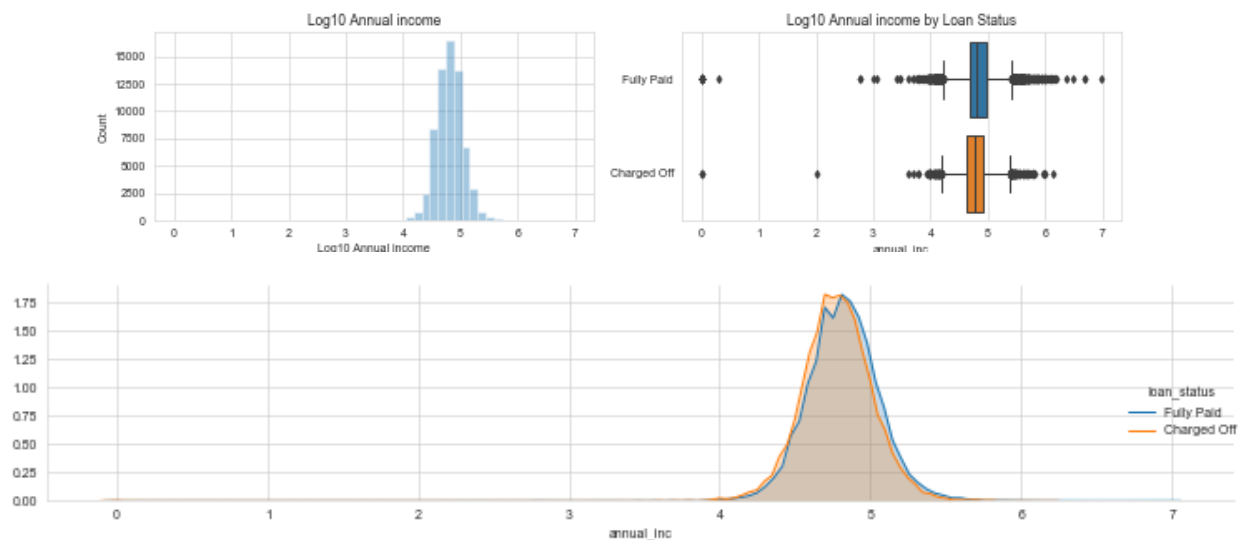 Log10 Annual income
Count
15000
12500
10000
7500
5000
2500
0
0 1 2 3 4 5 6 7
Log10 Annual Income
Log10 Annual income by Loan Status
Fully Paid
Charged Off
0 1 2 3 4 5 6 7
annual_inc
1.75
1.50
1.25
1.00
0.75
0.50
0.25
0.00
0 1 2 3 4 5 6 7
annual_inc
loan_status
Fully Paid
Charged Off